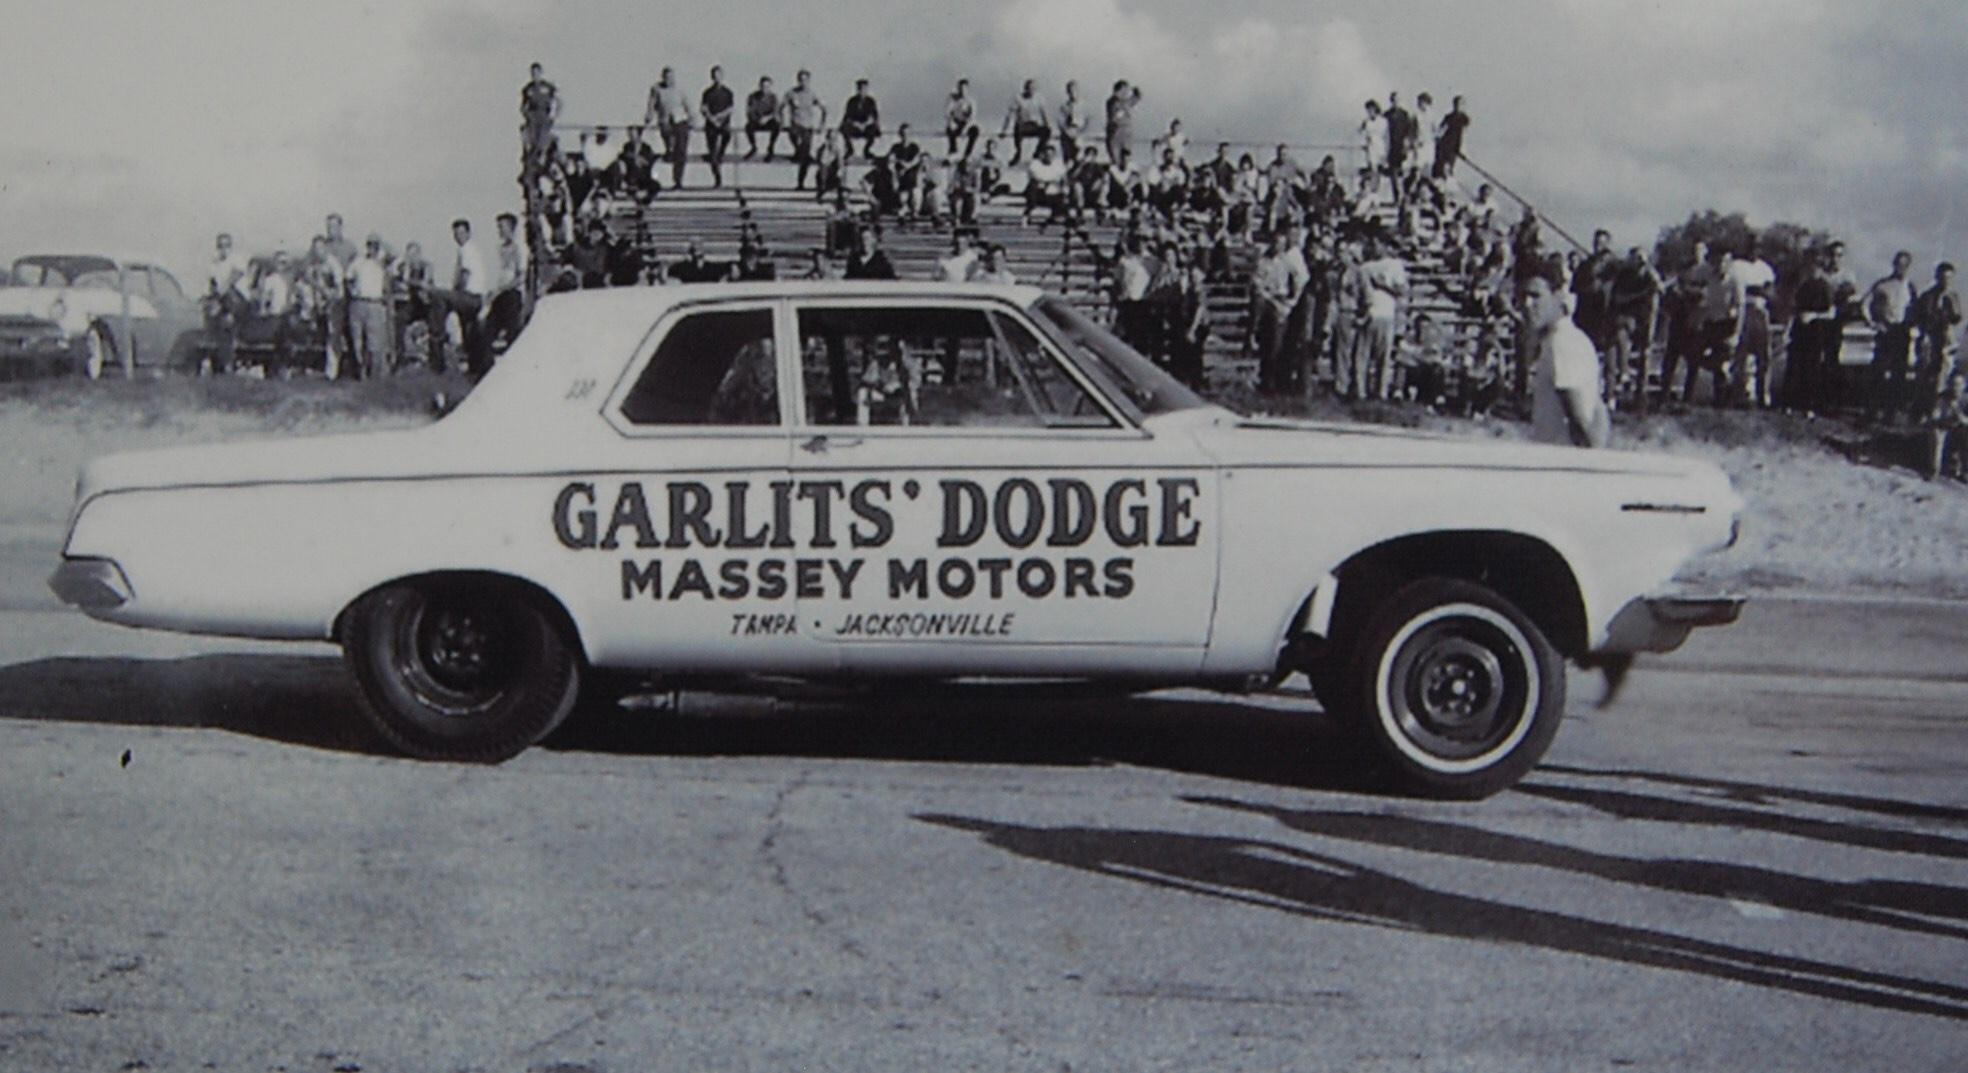 GARLITS' DODGE
MASSEY MOTORS
TAMPA • JACKSONVILLE